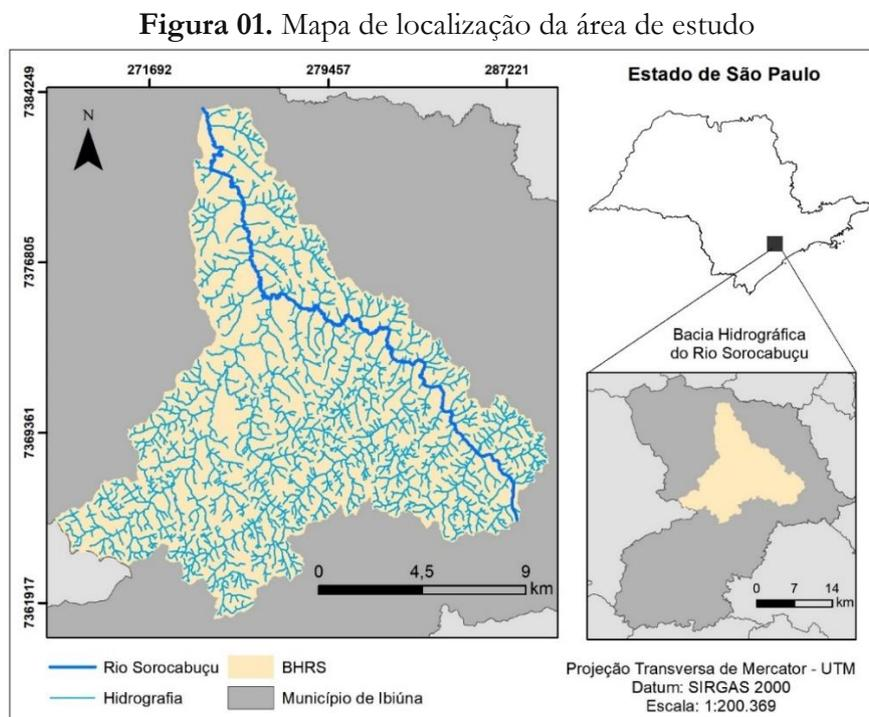 Figura 01. Mapa de localização da área de estudo
271692 279457 287221
7384249
7376805
7369361
7361917
N
0 4,5 9
km
Estado de São Paulo
Bacia Hidrográfica
do Rio Sorocabuçu
0 7 14
km
Rio Sorocabuçu
BHRS
Hidrografia
Município de Ibiúna
Projeção Transversa de Mercator - UTM
Datum: SIRGAS 2000
Escala: 1:200.369